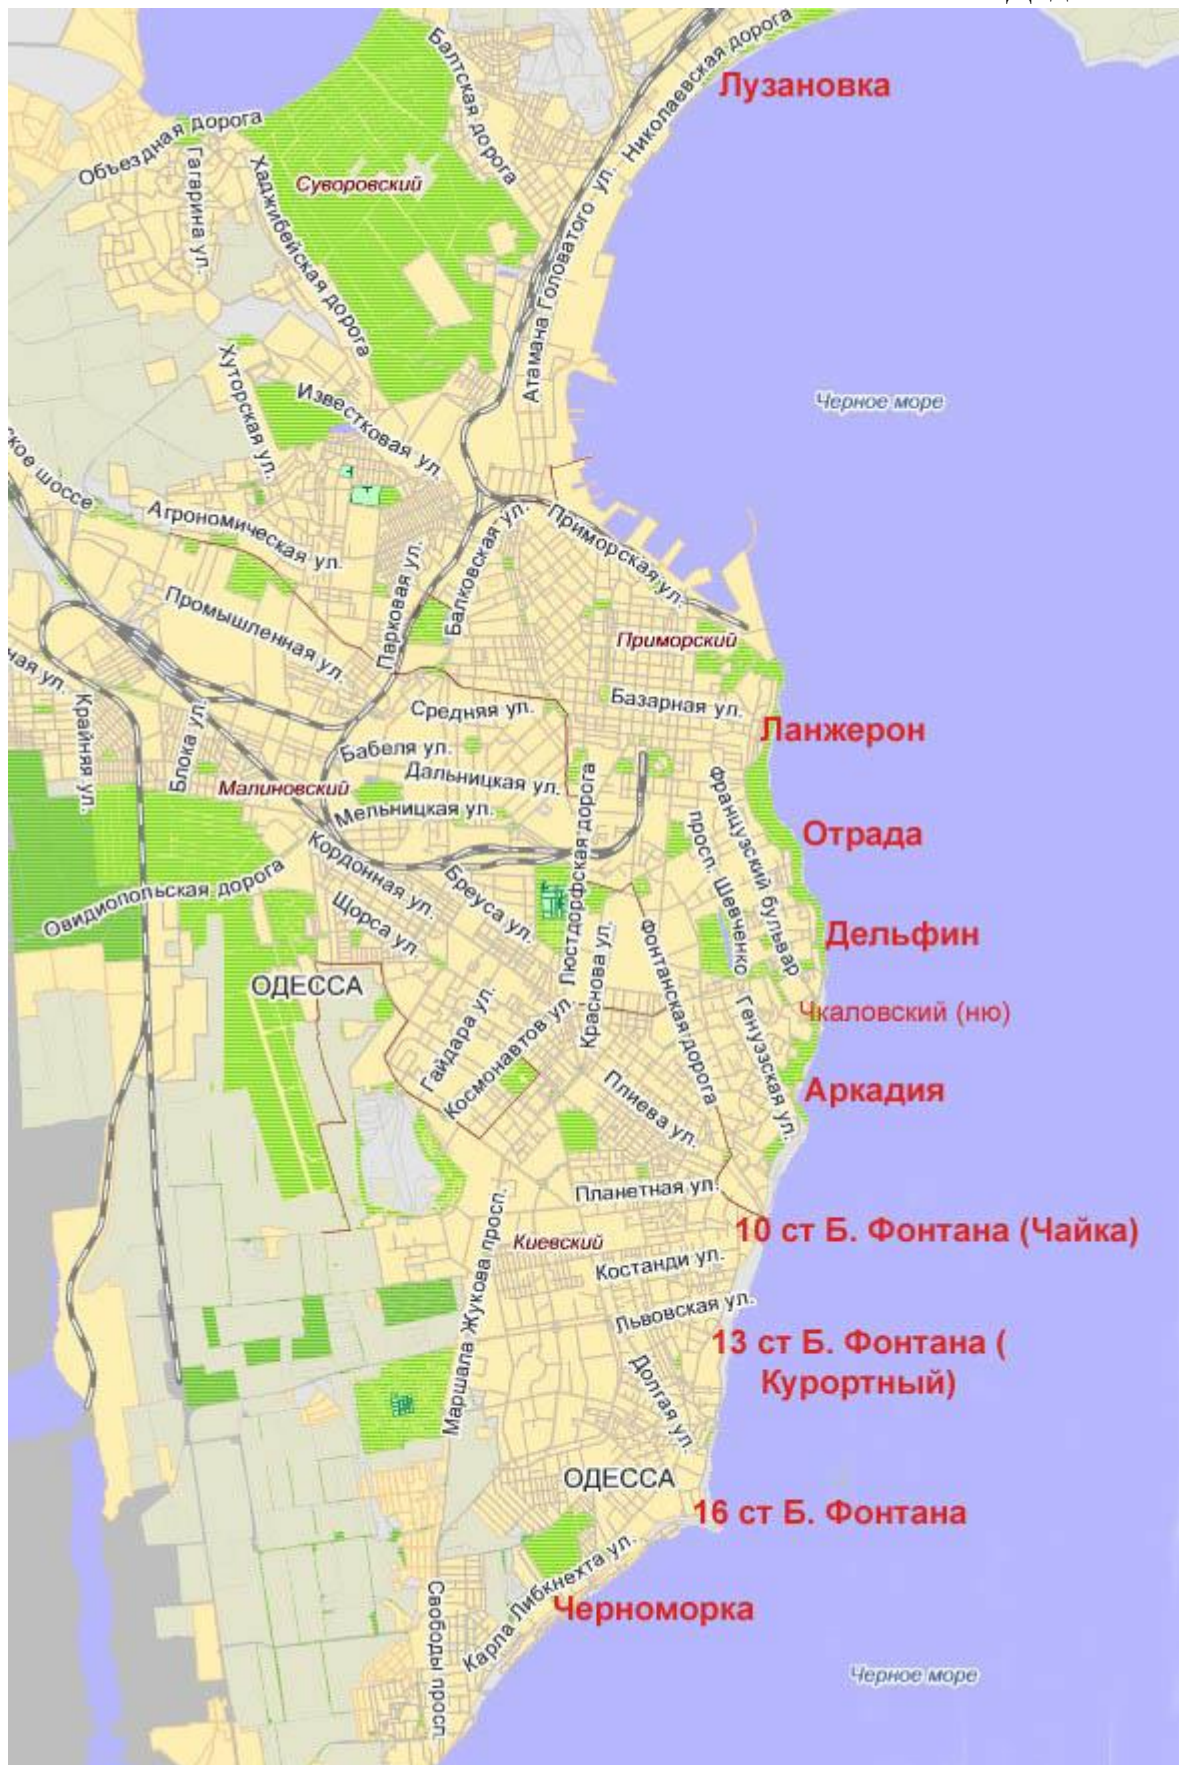 Николаевская дорога
Лузановка
Балтская дорога
Объездная дорога
Гагарина ул.
Хаджибейская дорога
Суворовский
Атамана Головатого ул.
Хуторская ул.
Известковая ул.
Черное море
ское шоссе
Агрономическая ул.
Приморская ул.
Балковская ул.
Парковая ул.
Промышленная ул.
Приморский
ная ул.
Крайняя ул.
Блока ул.
Средняя ул.
Базарная ул.
Ланжерон
Бабеля ул.
Дальницкая ул.
Малиновский
Мельницкая ул.
Люстдорфская дорога
Французский бульвар
просп. Шевченко
Отрада
Кордонная ул.
Овидиопольская дорога
Бреуса ул.
Щорса ул.
Дельфин
Краснова ул.
Фонтанская дорога
ОДЕССА
Чкаловский (ню)
Гайдара ул.
Космонавтов ул.
Генуэзская ул.
Аркадия
Плиева ул.
Планетная ул.
10 ст Б. Фонтана (Чайка)
Киевский
Костанди ул.
Маршала Жукова просп.
Львовская ул.
13 ст Б. Фонтана (
Курортный)
Долгая ул.
ОДЕССА
16 ст Б. Фонтана
Карла Либкнехта ул.
Черноморка
Свободы просп.
Черное море